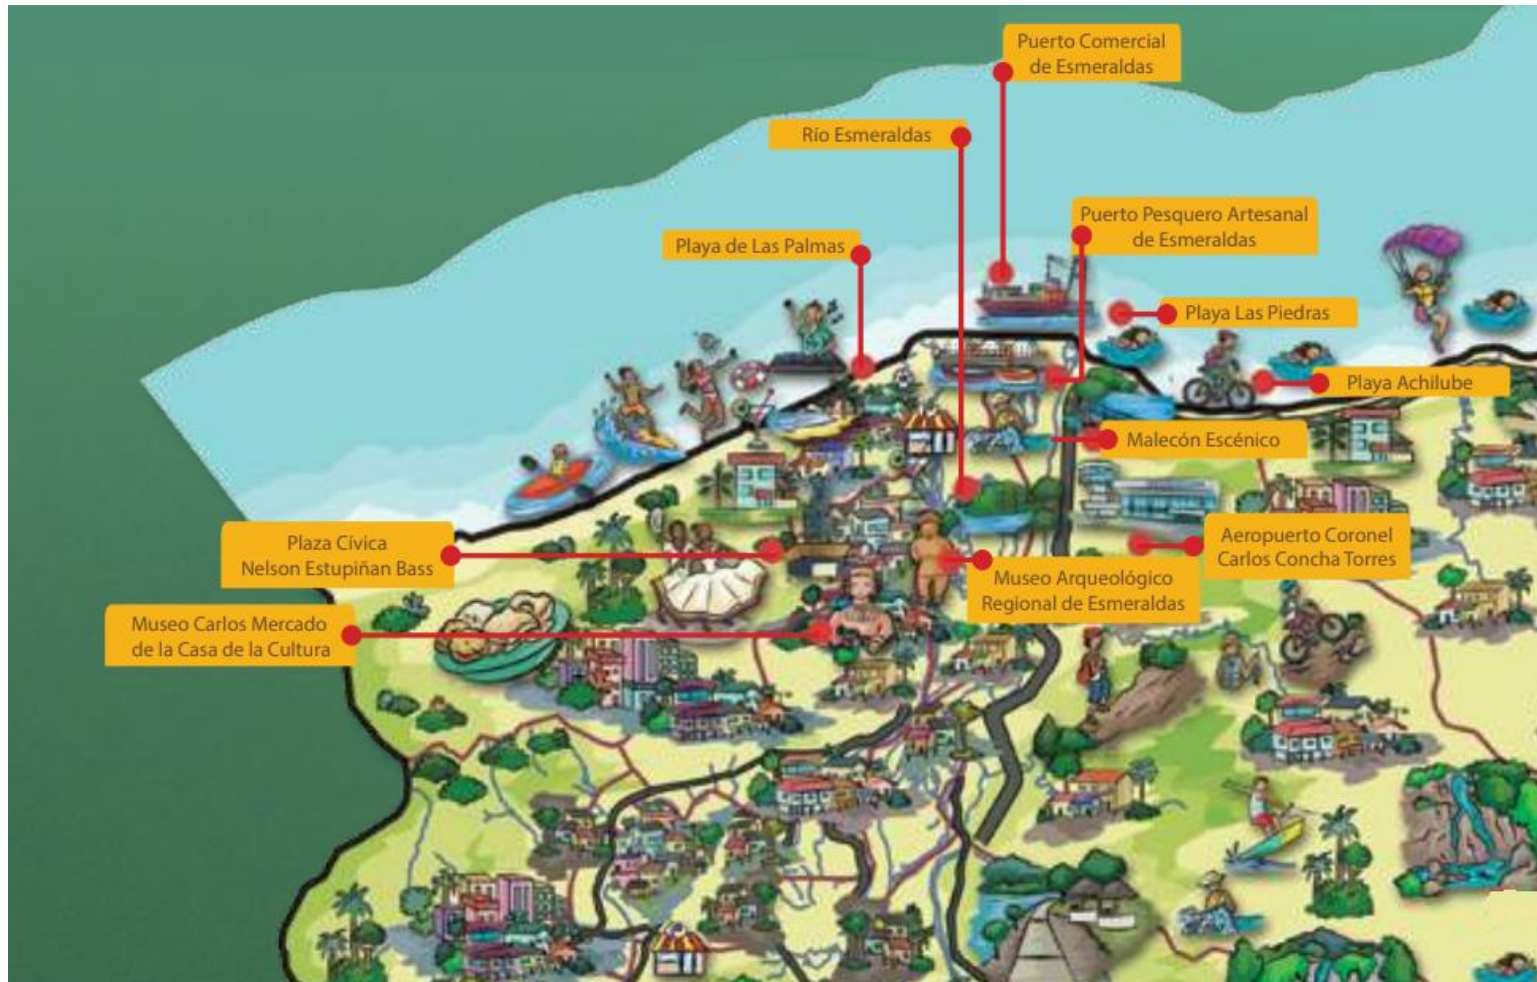 Puerto Comercial
de Esmeraldas
Río Esmeraldas
Puerto Pesquero Artesanal
de Esmeraldas
Playa de Las Palmas
Playa Las Piedras
Playa Achilube
Malecón Escénico
Plaza Cívica
Nelson Estupiñan Bass
Aeropuerto Coronel
Carlos Concha Torres
Museo Arqueológico
Regional de Esmeraldas
Museo Carlos Mercado
de la Casa de la Cultura